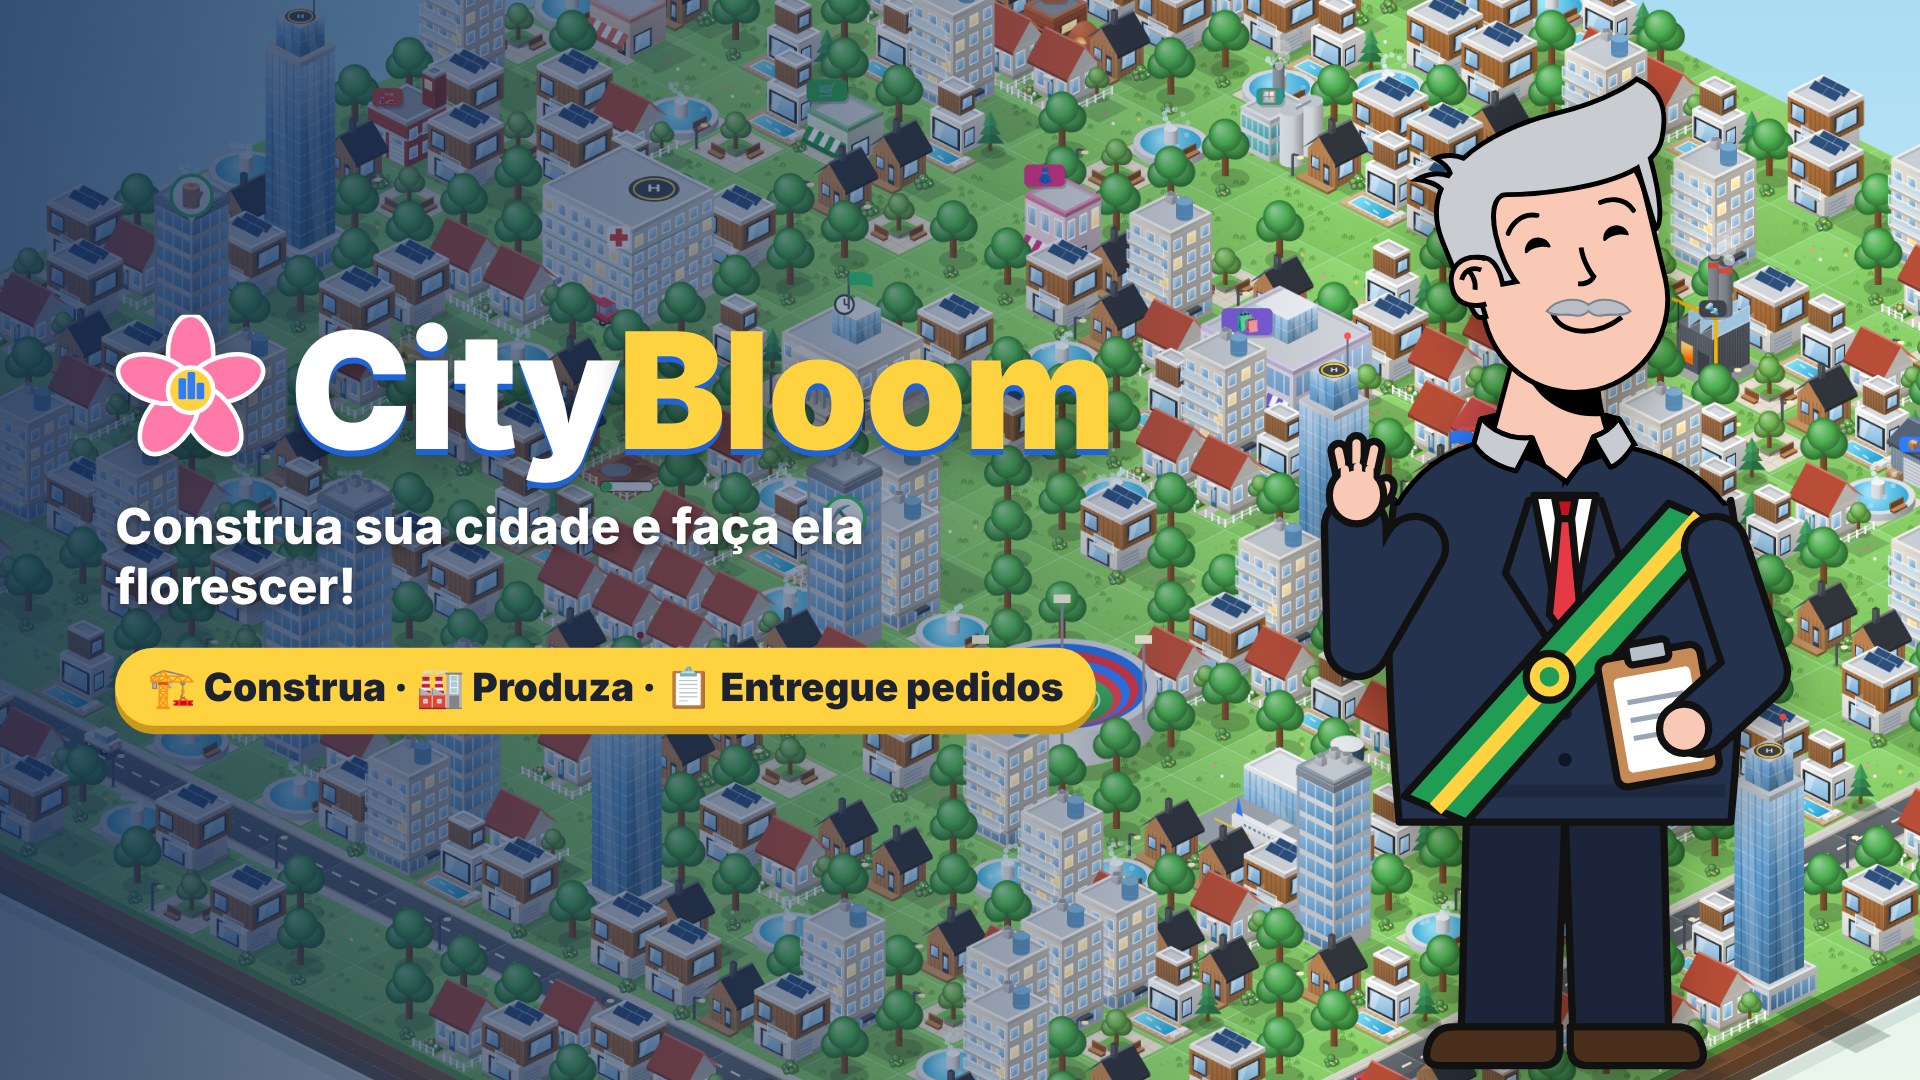 CityBloom
Construa sua cidade e faça ela
florescer!
Construa · Produza · Entregue pedidos
H
H
H
H